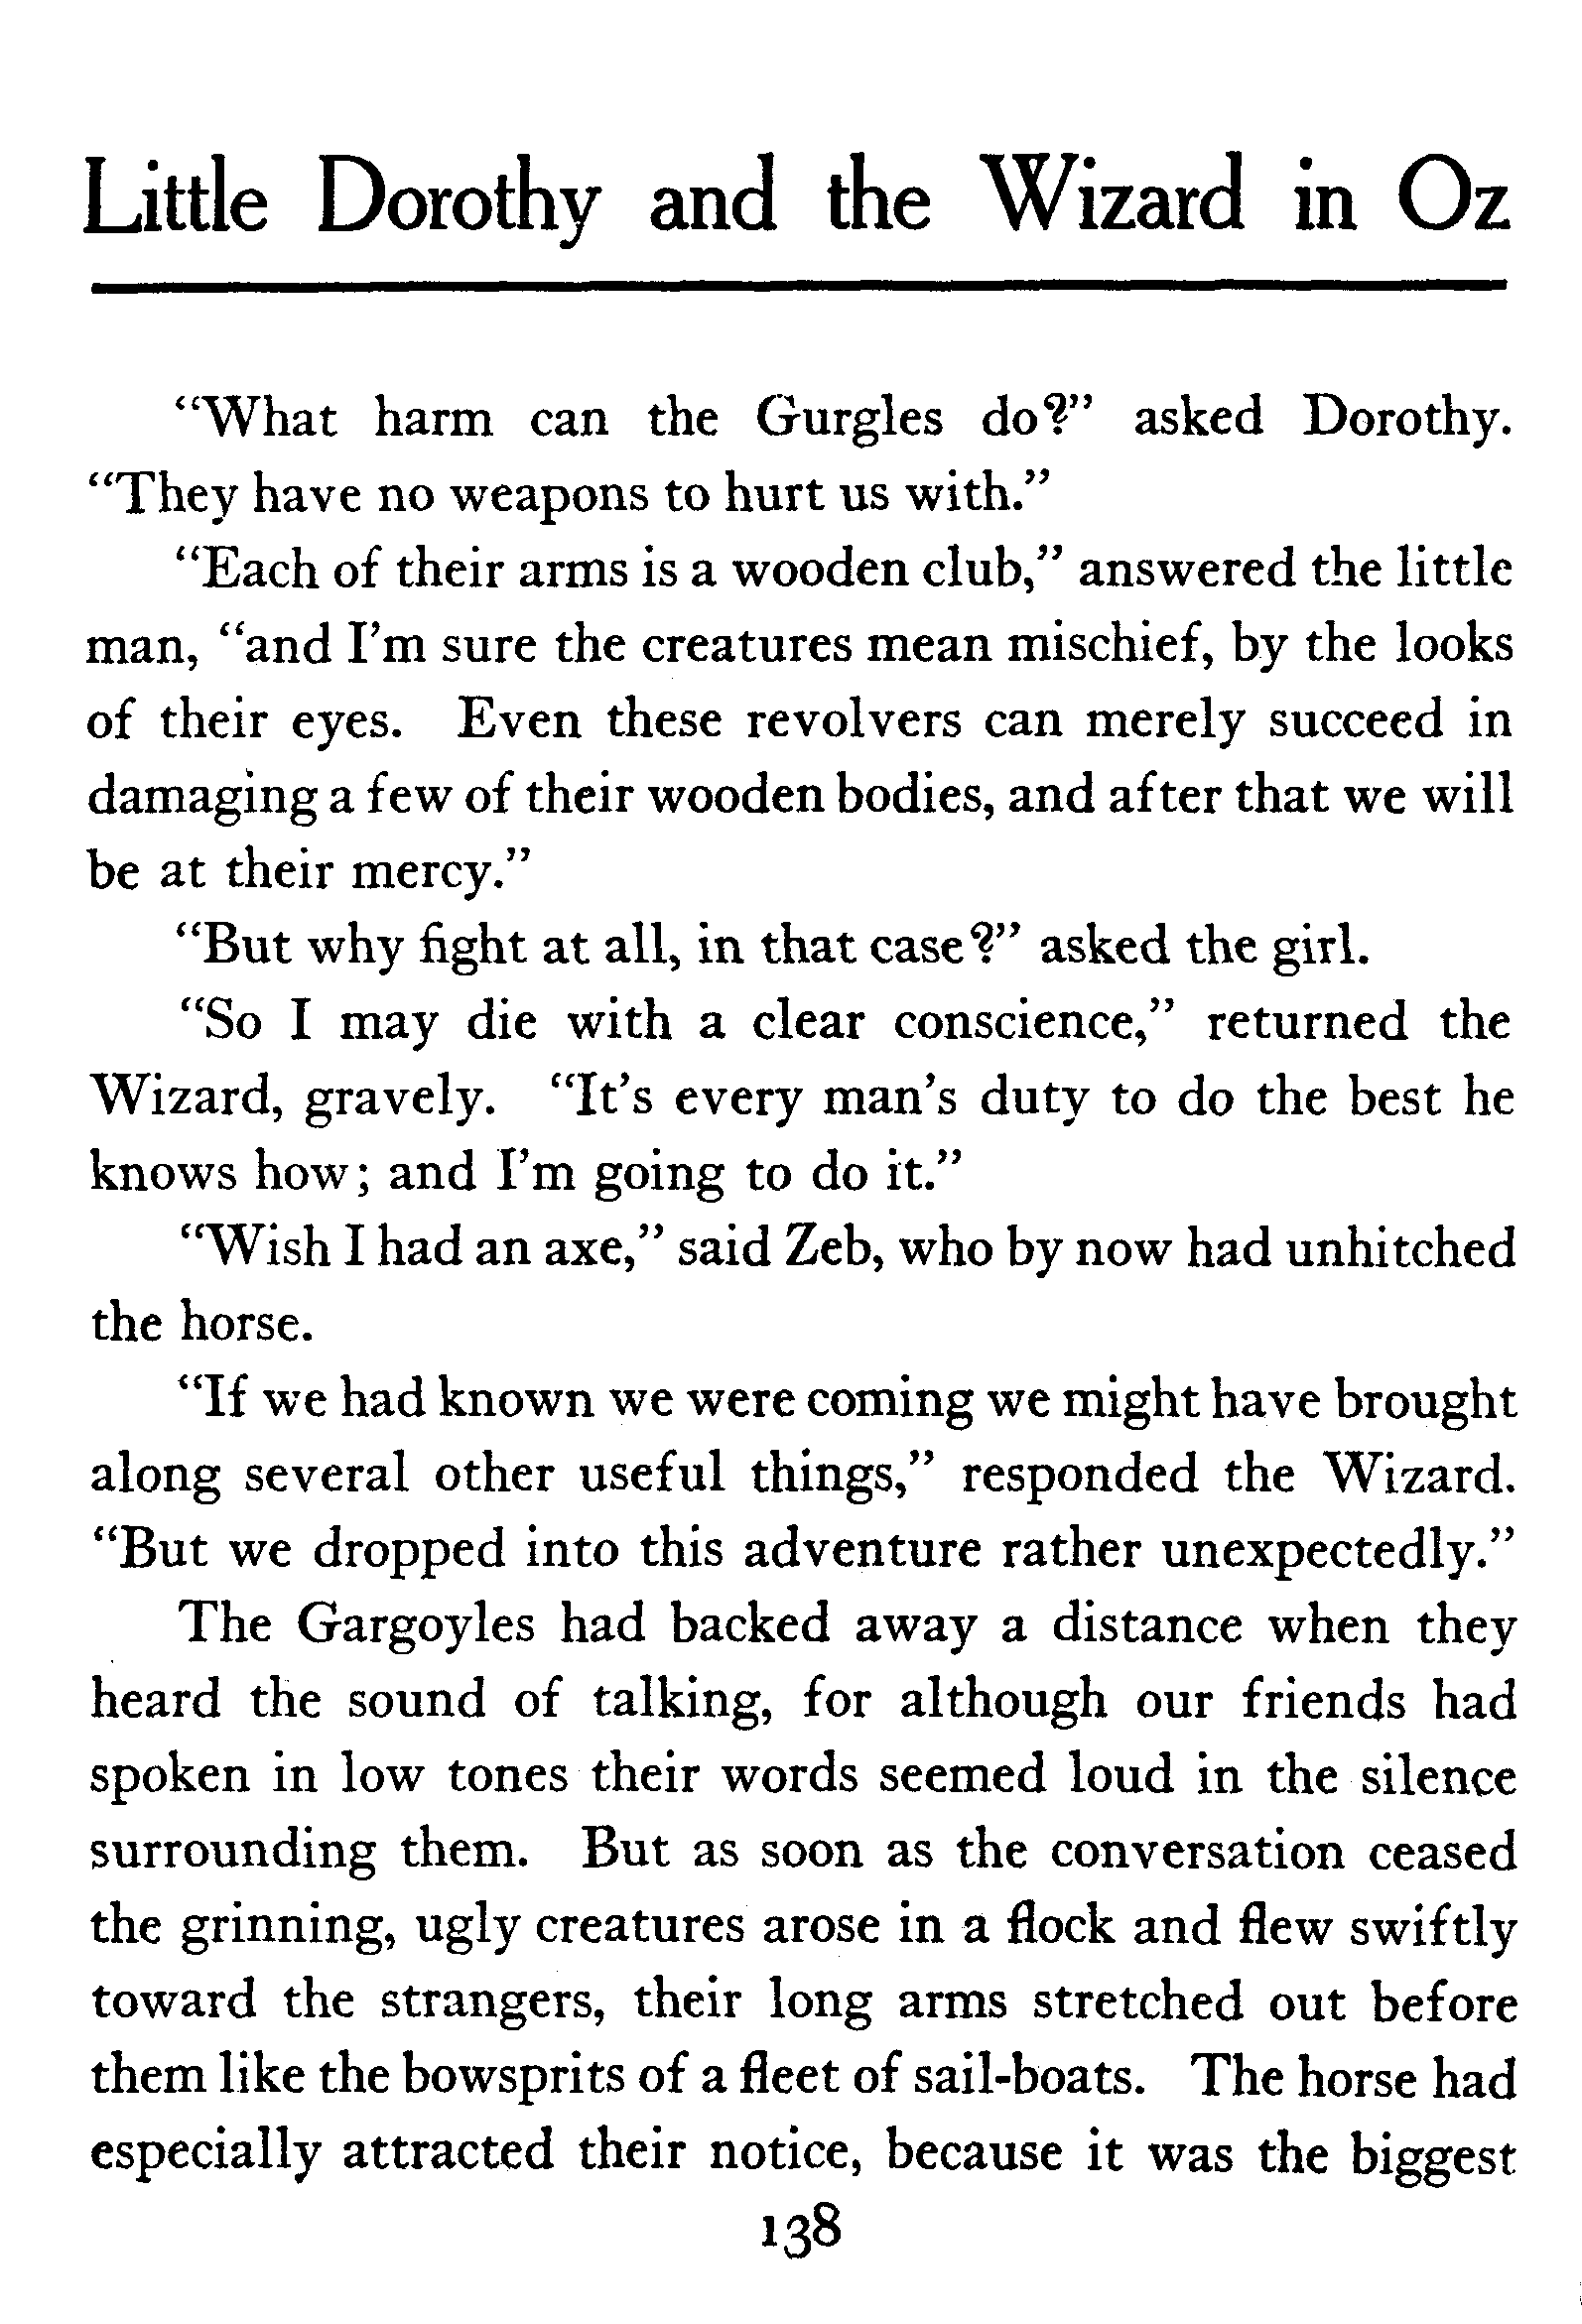 Little Dorothy and the Wizard in Oz
“What harm can the Gurgles do?” asked Dorothy.
“They have no weapons to hurt us with.”
“Each of their arms is a wooden club,” answered the little
man, “and I’m sure the creatures mean mischief, by the looks
of their eyes. Even these revolvers can merely succeed in
damaging a few of their wooden bodies, and after that we will
be at their mercy.”
“But why fight at all, in that case?” asked the girl.
“So I may die with a clear conscience,” returned the
Wizard, gravely. “It’s every man’s duty to do the best he
knows how; and I’m going to do it.”
“Wish I had an axe,” said Zeb, who by now had unhitched
the horse.
“If we had known we were coming we might have brought
along several other useful things,” responded the Wizard.
“But we dropped into this adventure rather unexpectedly.”
The Gargoyles had backed away a distance when they
heard the sound of talking, for although our friends had
spoken in low tones their words seemed loud in the silence
surrounding them. But as soon as the conversation ceased
the grinning, ugly creatures arose in a flock and flew swiftly
toward the strangers, their long arms stretched out before
them like the bowsprits of a fleet of sail-boats. The horse had
especially attracted their notice, because it was the biggest
138